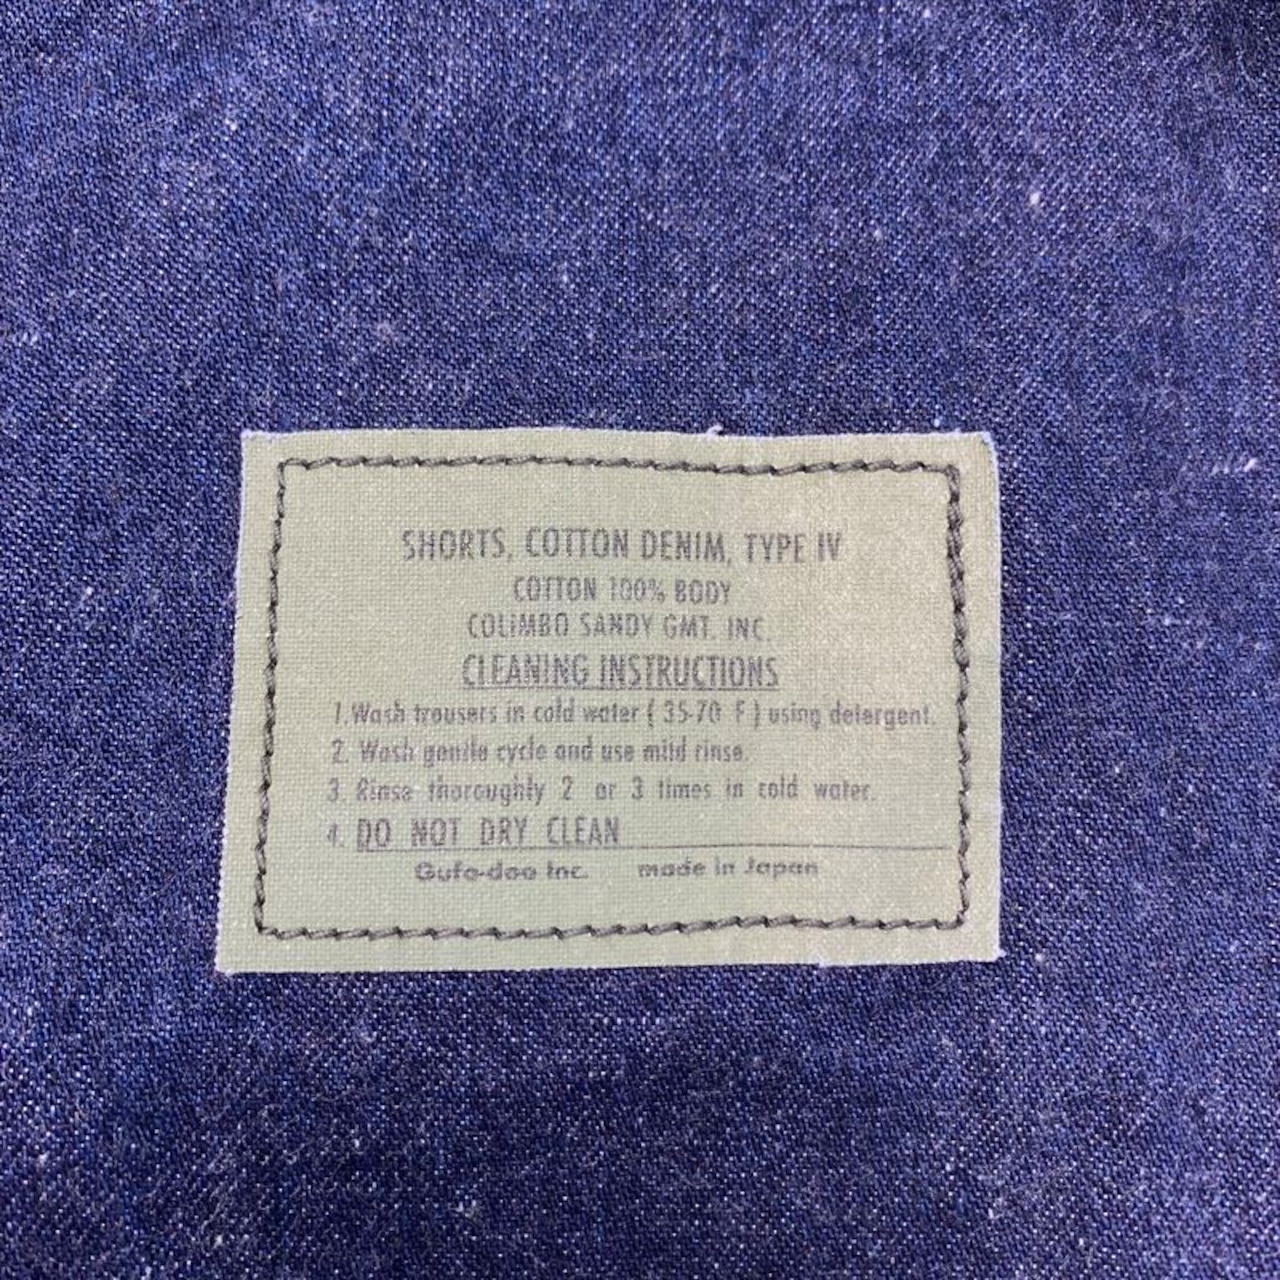 SHORTS, COTTON DENIM, TYPE IV
COTTON 100% BODY
COLIMBO SANDY GMT. INC.
CLEANING INSTRUCTIONS
1. Wash trousers in cold water ( 35-70 F ) using detergent.
2. Wash gentle cycle and use mild rinse.
3. Rinse thoroughly 2 or 3 times in cold water.
4. DO NOT DRY CLEAN
Gufo-doo Inc. made in Japan